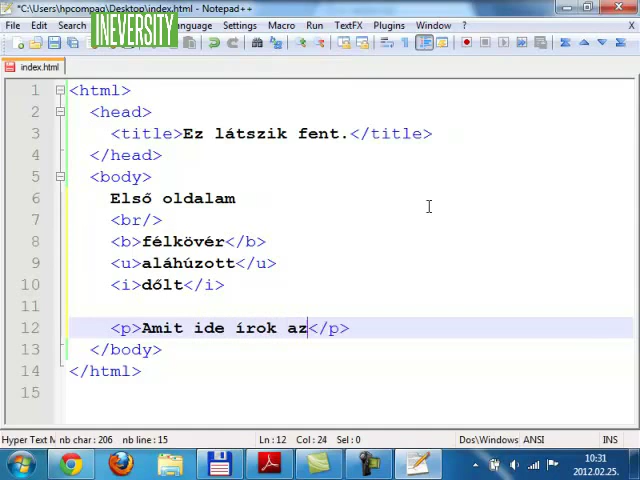 *C:\Users\hpcompaq\Desktop\index.html - Notepad++
INEVERSITY
File Edit Search Language Settings Macro Run TextFX Plugins Window ? X
index.html
1 <html>
2 <head>
3 <title>Ez látszik fent.</title>
4 </head>
5 <body>
6 Első oldalam
7 <br/>
8 <b>félkövér</b>
9 <u>aláhúzott</u>
10 <i>dőlt</i>
11
12 <p>Amit ide írok az</p>
13 </body>
14 </html>
15
Hyper Text M nb char : 206 nb line : 15 Ln : 12 Col : 24 Sel : 0 Dos\Windows ANSI INS
10:31
2012.02.25.